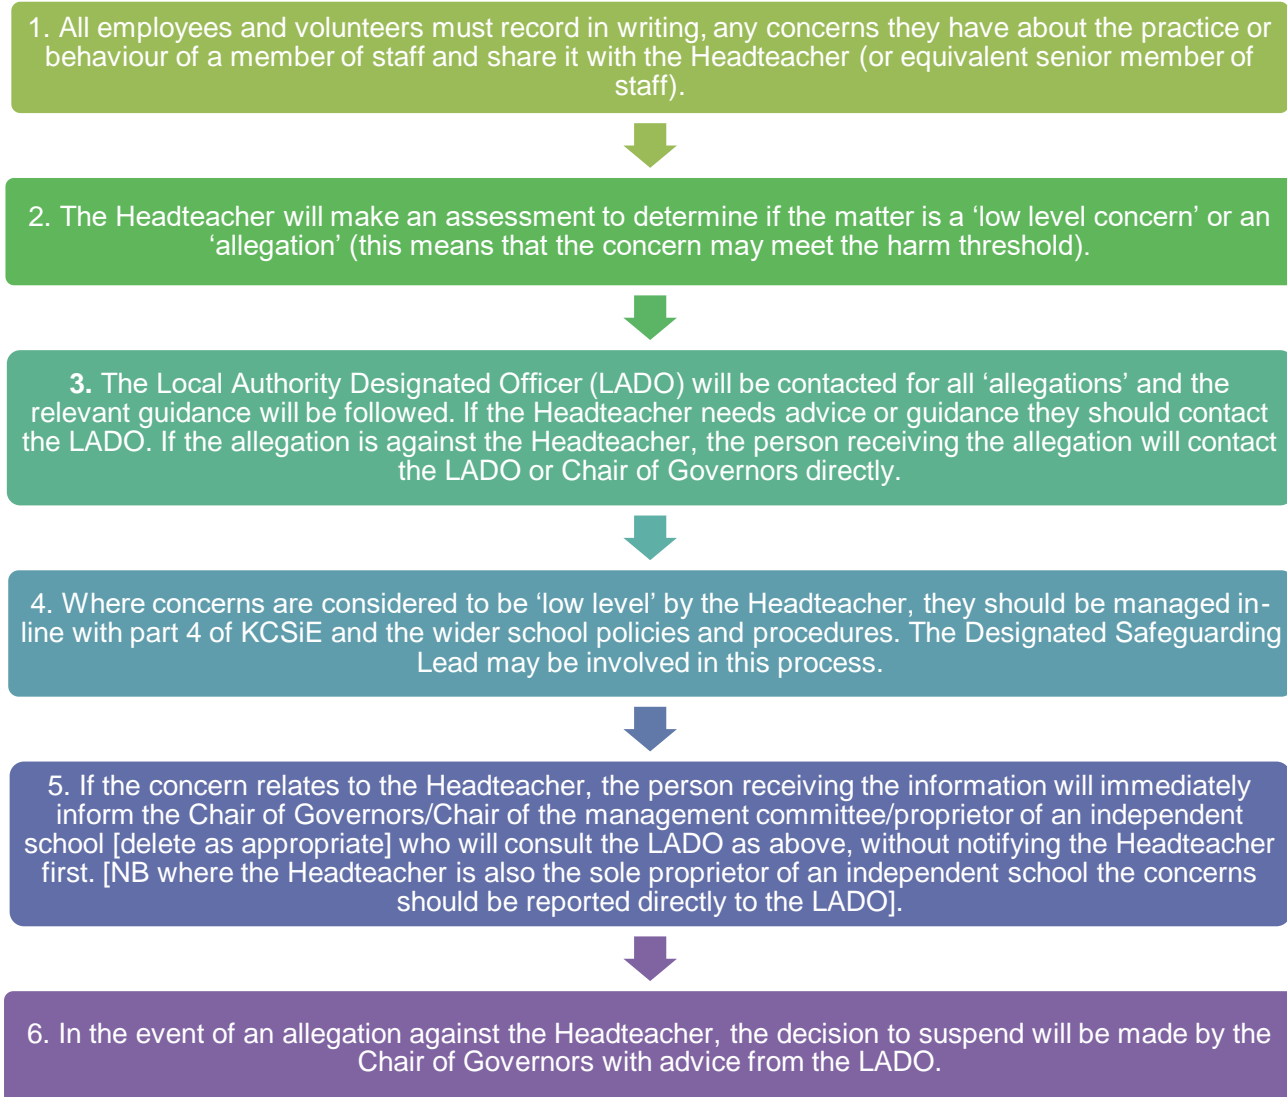 1. All employees and volunteers must record in writing, any concerns they have about the practice or
behaviour of a member of staff and share it with the Headteacher (or equivalent senior member of
staff).
2. The Headteacher will make an assessment to determine if the matter is a ‘low level concern’ or an
‘allegation’ (this means that the concern may meet the harm threshold).
3. The Local Authority Designated Officer (LADO) will be contacted for all ‘allegations’ and the
relevant guidance will be followed. If the Headteacher needs advice or guidance they should contact
the LADO. If the allegation is against the Headteacher, the person receiving the allegation will contact
the LADO or Chair of Governors directly.
4. Where concerns are considered to be ‘low level’ by the Headteacher, they should be managed in-
line with part 4 of KCSiE and the wider school policies and procedures. The Designated Safeguarding
Lead may be involved in this process.
5. If the concern relates to the Headteacher, the person receiving the information will immediately
inform the Chair of Governors/Chair of the management committee/proprietor of an independent
school [delete as appropriate] who will consult the LADO as above, without notifying the Headteacher
first. [NB where the Headteacher is also the sole proprietor of an independent school the concerns
should be reported directly to the LADO].
6. In the event of an allegation against the Headteacher, the decision to suspend will be made by the
Chair of Governors with advice from the LADO.